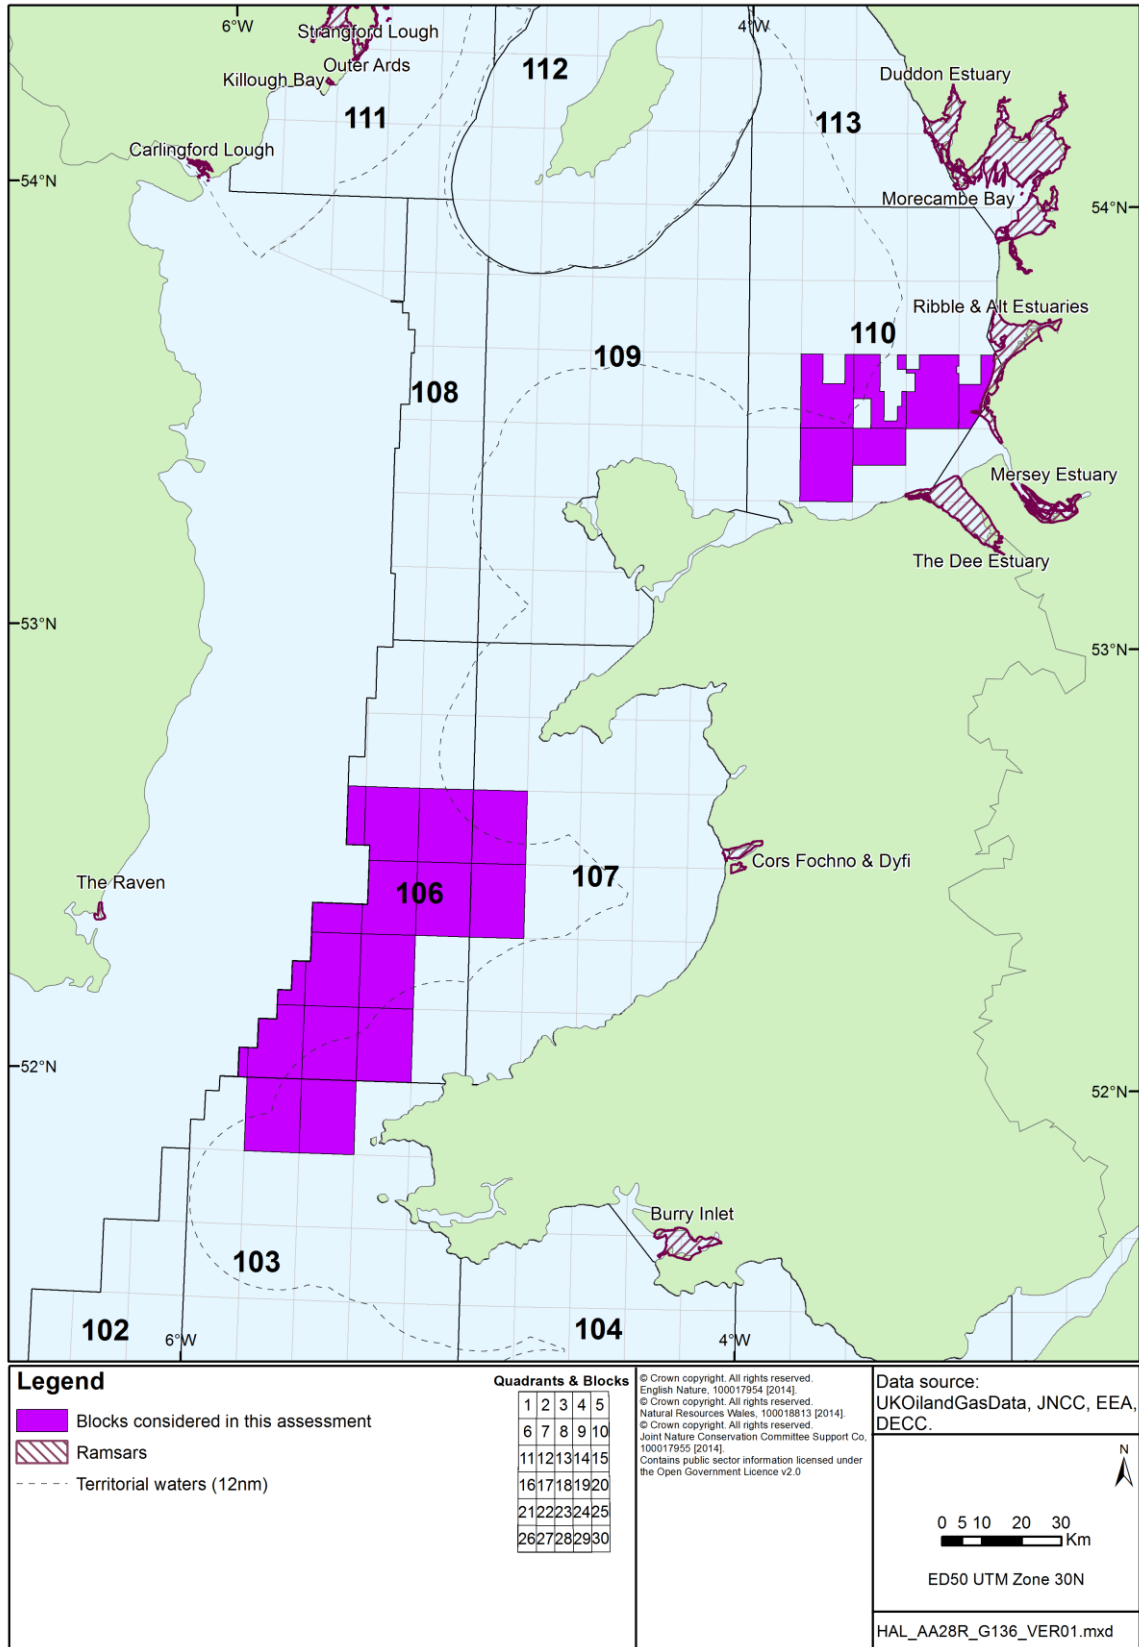 6°W
4°W
Strangford Lough
Outer Ards
Killough Bay
112
Duddon Estuary
111
113
Carlingford Lough
54°N
Morecambe Bay
54°N
Ribble & Alt Estuaries
110
109
108
Mersey Estuary
The Dee Estuary
53°N
53°N
Cors Fochno & Dyfi
107
The Raven
106
52°N
52°N
Burry Inlet
103
104
102
6°W
4°W
Legend
Blocks considered in this assessment
Ramsars
Territorial waters (12nm)
Quadrants & Blocks
1 2 3 4 5
6 7 8 9 10
11 12 13 14 15
16 17 18 19 20
21 22 23 24 25
26 27 28 29 30
© Crown copyright. All rights reserved.
English Nature, 100017954 [2014].
© Crown copyright. All rights reserved.
Natural Resources Wales, 100018813 [2014].
© Crown copyright. All rights reserved.
Joint Nature Conservation Committee Support Co,
100017955 [2014].
Contains public sector information licensed under
the Open Government Licence v2.0
Data source:
UKOilandGasData, JNCC, EEA,
DECC.
N
0 5 10 20 30
Km
ED50 UTM Zone 30N
HAL_AA28R_G136_VER01.mxd